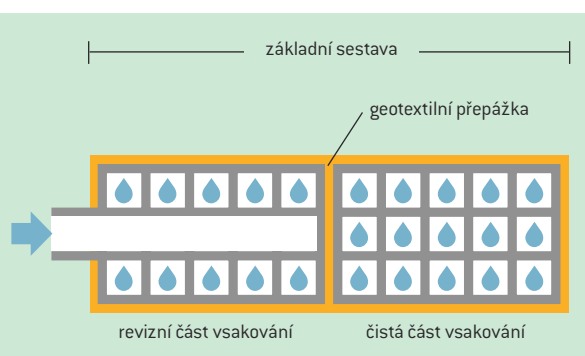 základní sestava
geotextilní přepážka
revizní část vsakování
čistá část vsakování